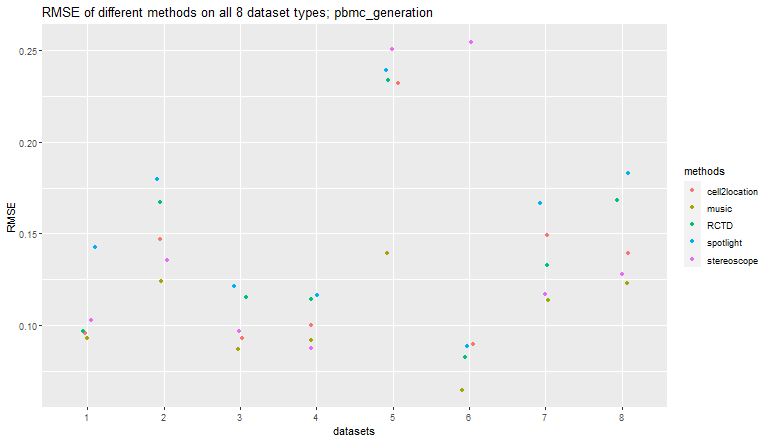 RMSE of different methods on all 8 dataset types; pbmc_generation
0.25
0.20
0.15
0.10
RMSE
1 2 3 4 5 6 7 8
datasets
methods
cell2location
music
RCTD
spotlight
stereoscope